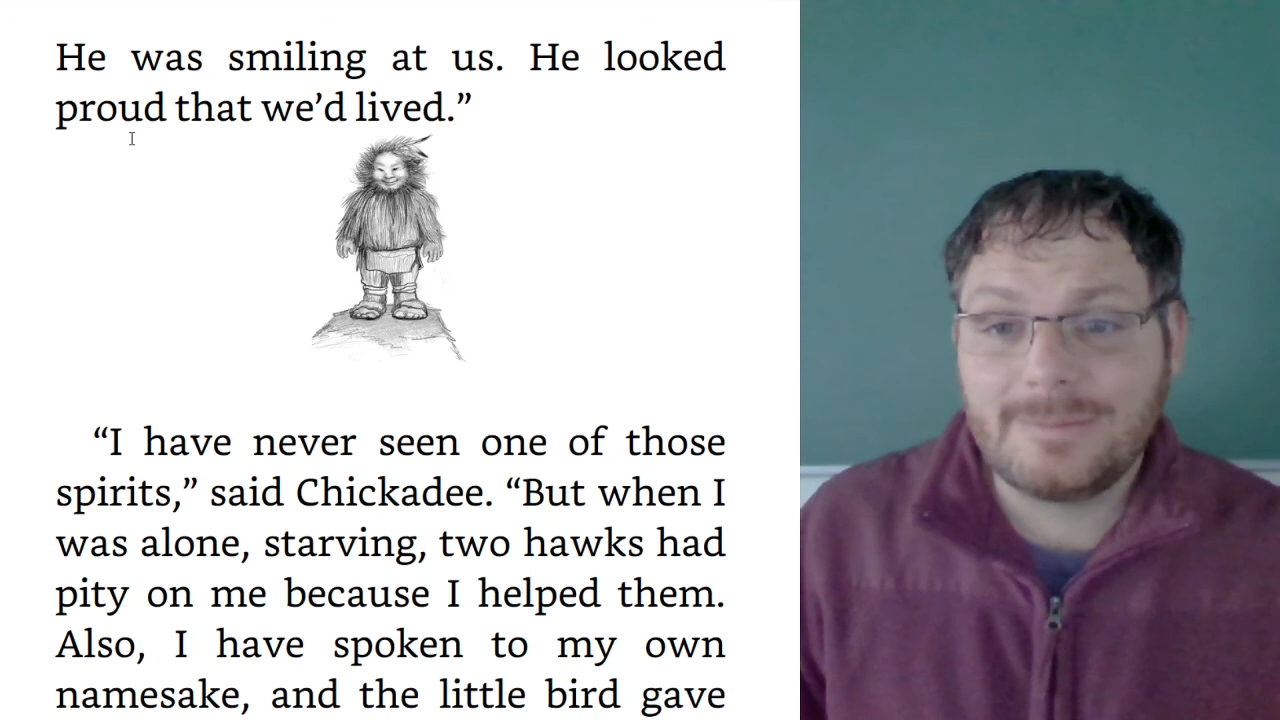 He was smiling at us. He looked
proud that we’d lived.”
“I have never seen one of those
spirits,” said Chickadee. “But when I
was alone, starving, two hawks had
pity on me because I helped them.
Also, I have spoken to my own
namesake, and the little bird gave